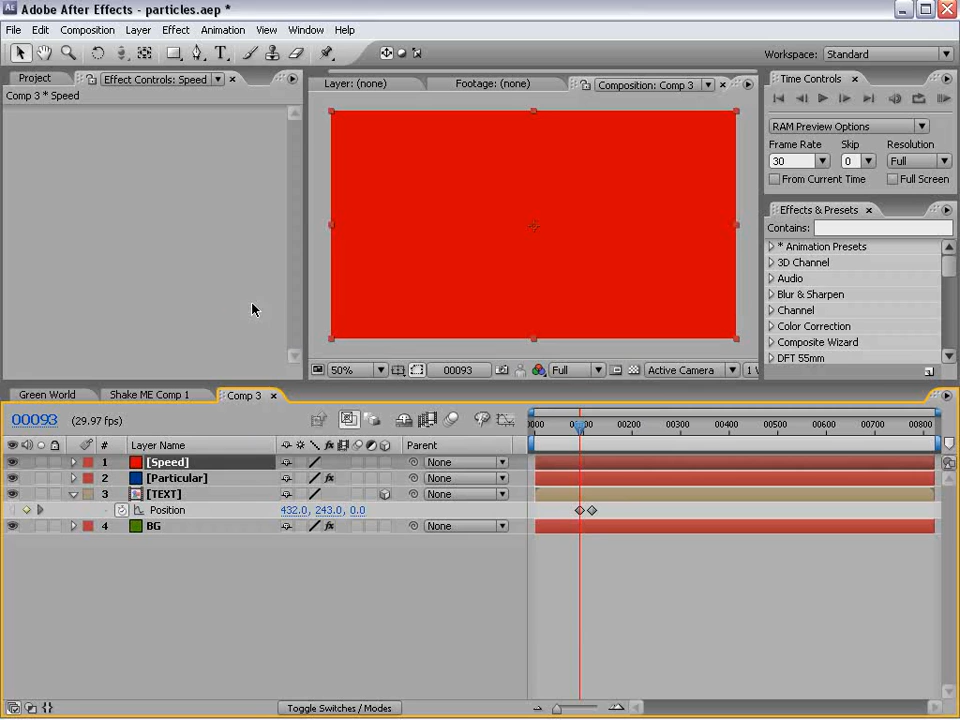 Adobe After Effects - particles.aep *
File Edit Composition Layer Effect Animation View Window Help
Workspace: Standard
Project Effect Controls: Speed
Comp 3 * Speed
Layer: (none) Footage: (none) Composition: Comp 3
Time Controls
RAM Preview Options
Frame Rate Skip Resolution
30 0 Full
From Current Time Full Screen
Effects & Presets
Contains:
* Animation Presets
3D Channel
Audio
Blur & Sharpen
Channel
Color Correction
Composite Wizard
DFT 55mm
50% 00093 Full Active Camera 1
Green World Shake ME Comp 1 Comp 3
00093 (29.97 fps)
00200 00300 00400 00500 00600 00700 00800
# Layer Name Parent
1 [Speed] None
2 [Particular] None
3 [TEXT] None
Position 432.0, 243.0, 0.0
4 BG None
Toggle Switches / Modes